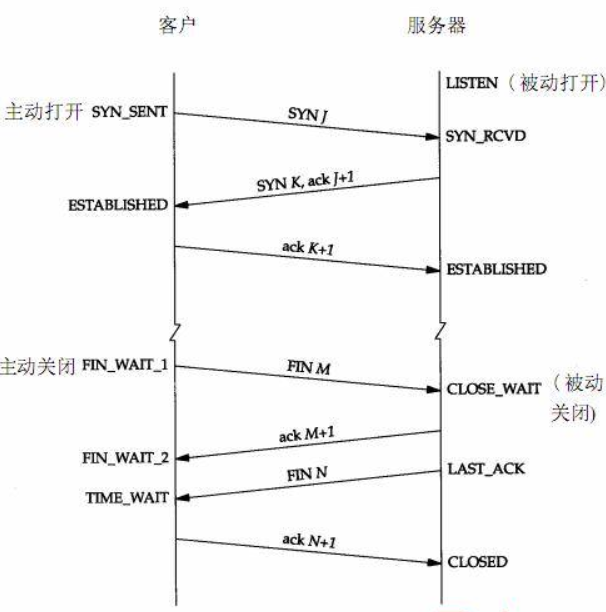 客户
服务器
LISTEN（被动打开）
主动打开 SYN_SENT
SYN J
SYN_RCVD
SYN K, ack J+1
ESTABLISHED
ack K+1
ESTABLISHED
主动关闭 FIN_WAIT_1
FIN M
CLOSE_WAIT（被动
关闭)
ack M+1
FIN_WAIT_2
FIN N
LAST_ACK
TIME_WAIT
ack N+1
CLOSED